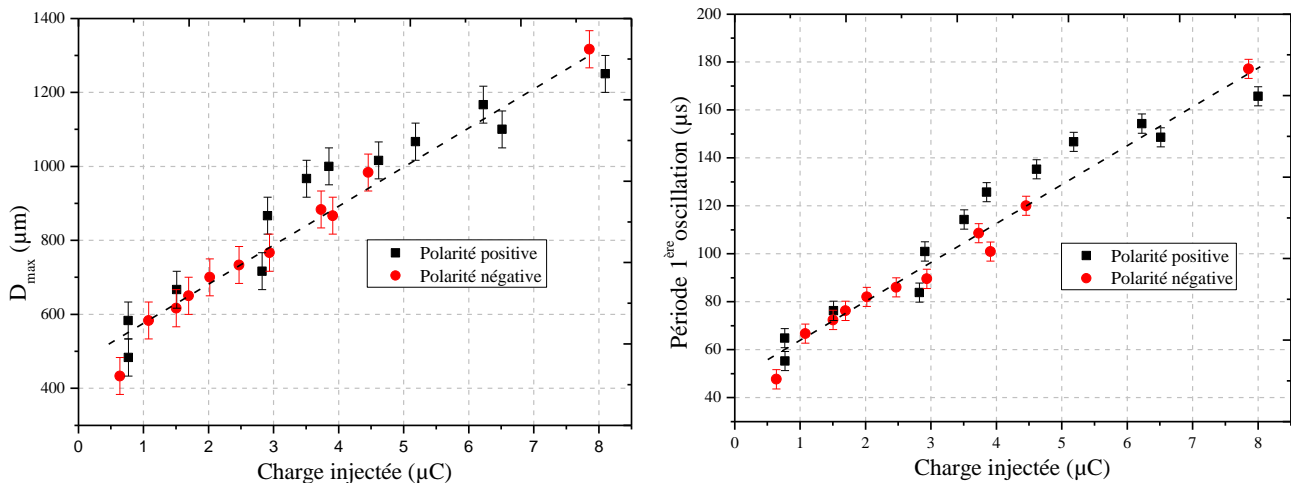 1400
1200
1000
800
600
400
D_max (µm)
Polarité positive
Polarité négative
0 1 2 3 4 5 6 7 8
Charge injectée (µC)
200
180
160
140
120
100
80
60
40
Période 1ère oscillation (µs)
Polarité positive
Polarité négative
0 1 2 3 4 5 6 7 8
Charge injectée (µC)